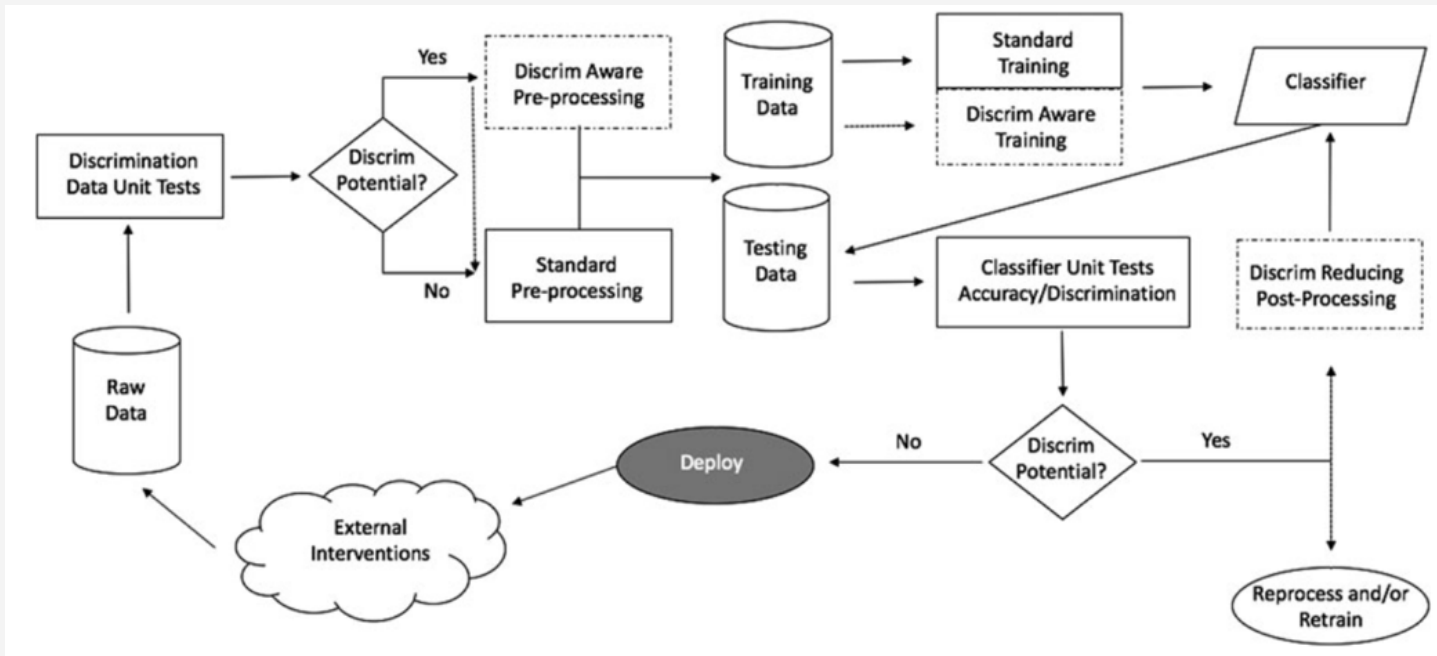 Yes
Discrim Aware
Pre-processing
Training
Data
Standard
Training
Discrim Aware
Training
Classifier
Discrimination
Data Unit Tests
Discrim
Potential?
No
Standard
Pre-processing
Testing
Data
Classifier Unit Tests
Accuracy/Discrimination
Discrim Reducing
Post-Processing
Raw
Data
Deploy
No
Discrim
Potential?
Yes
External
Interventions
Reprocess and/or
Retrain